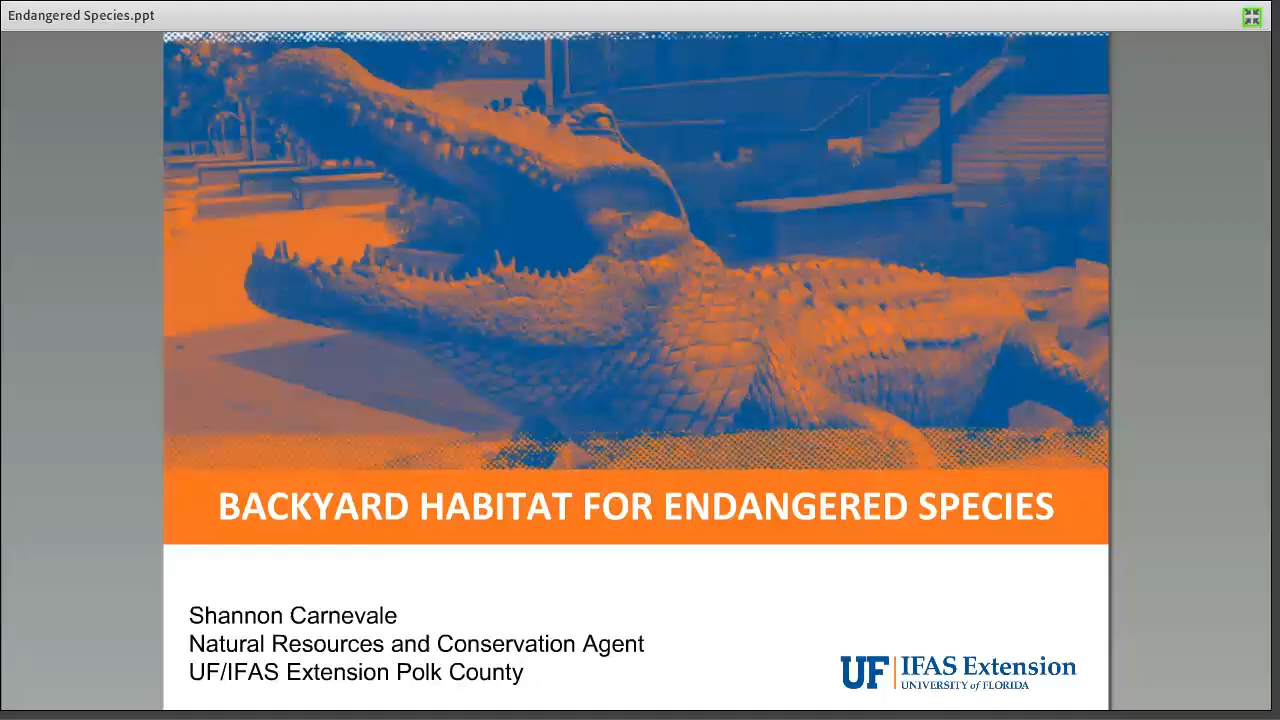 Endangered Species.ppt
BACKYARD HABITAT FOR ENDANGERED SPECIES
Shannon Carnevale
Natural Resources and Conservation Agent
UF/IFAS Extension Polk County
UF IFAS Extension
UNIVERSITY of FLORIDA